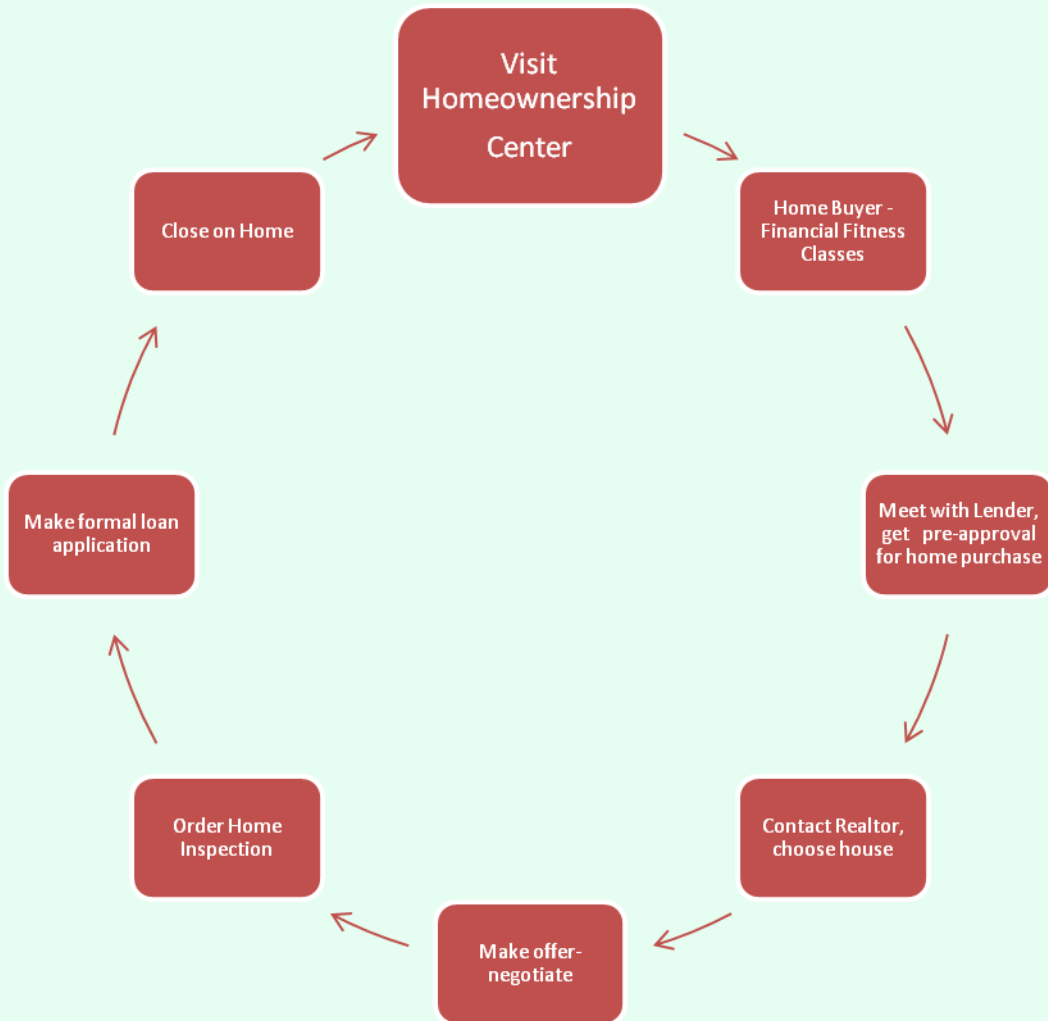 Visit
Homeownership
Center
Home Buyer -
Financial Fitness
Classes
Meet with Lender,
get pre-approval
for home purchase
Contact Realtor,
choose house
Make offer-
negotiate
Order Home
Inspection
Make formal loan
application
Close on Home